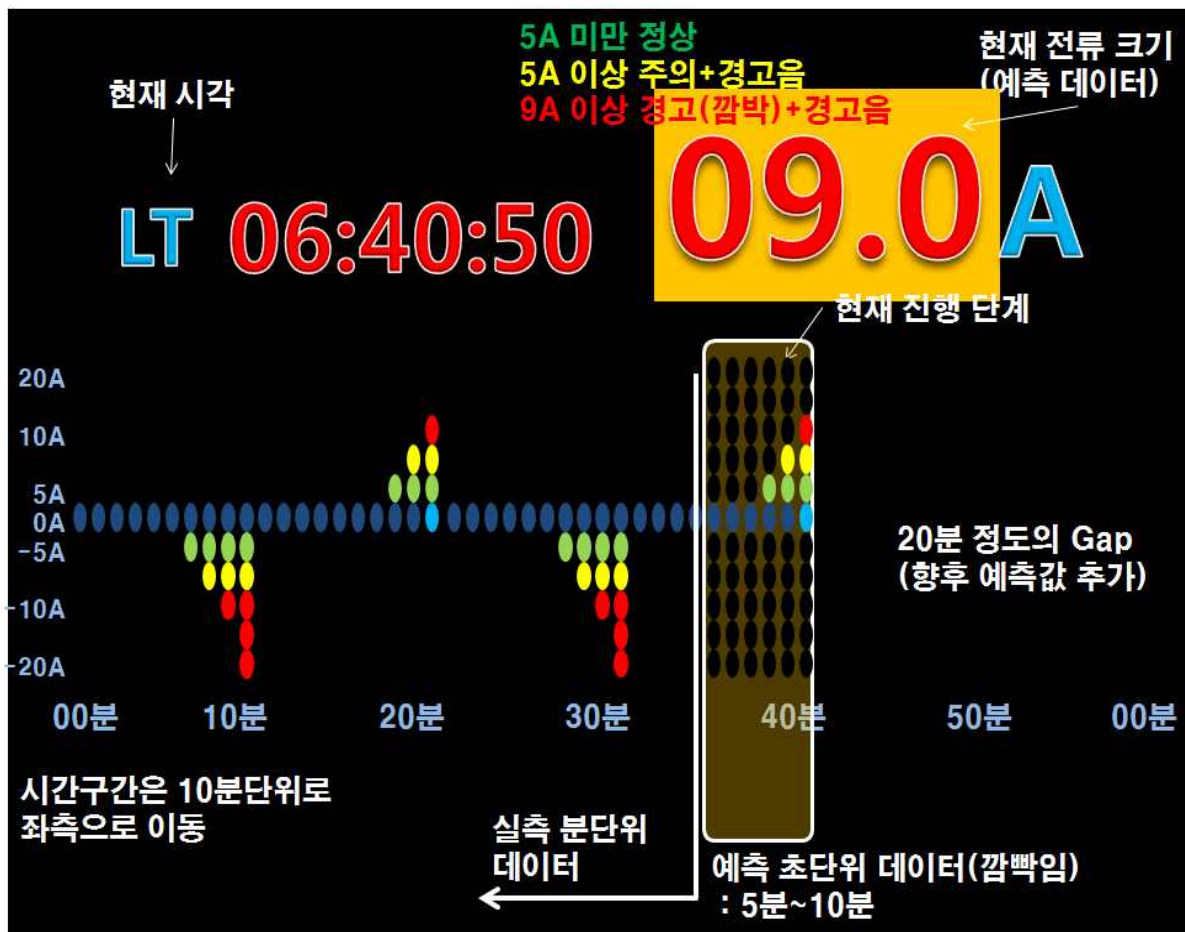 5A 미만 정상
5A 이상 주의+경고음
9A 이상 경고(깜박)+경고음
현재 전류 크기
(예측 데이터)
현재 시각
LT 06:40:50
09.0A
현재 진행 단계
20A
10A
5A
0A
-5A
-10A
-20A
20분 정도의 Gap
(향후 예측값 추가)
00분 10분 20분 30분 40분 50분 00분
시간구간은 10분단위로
좌측으로 이동
실측 분단위
데이터
예측 초단위 데이터(깜빡임)
: 5분~10분